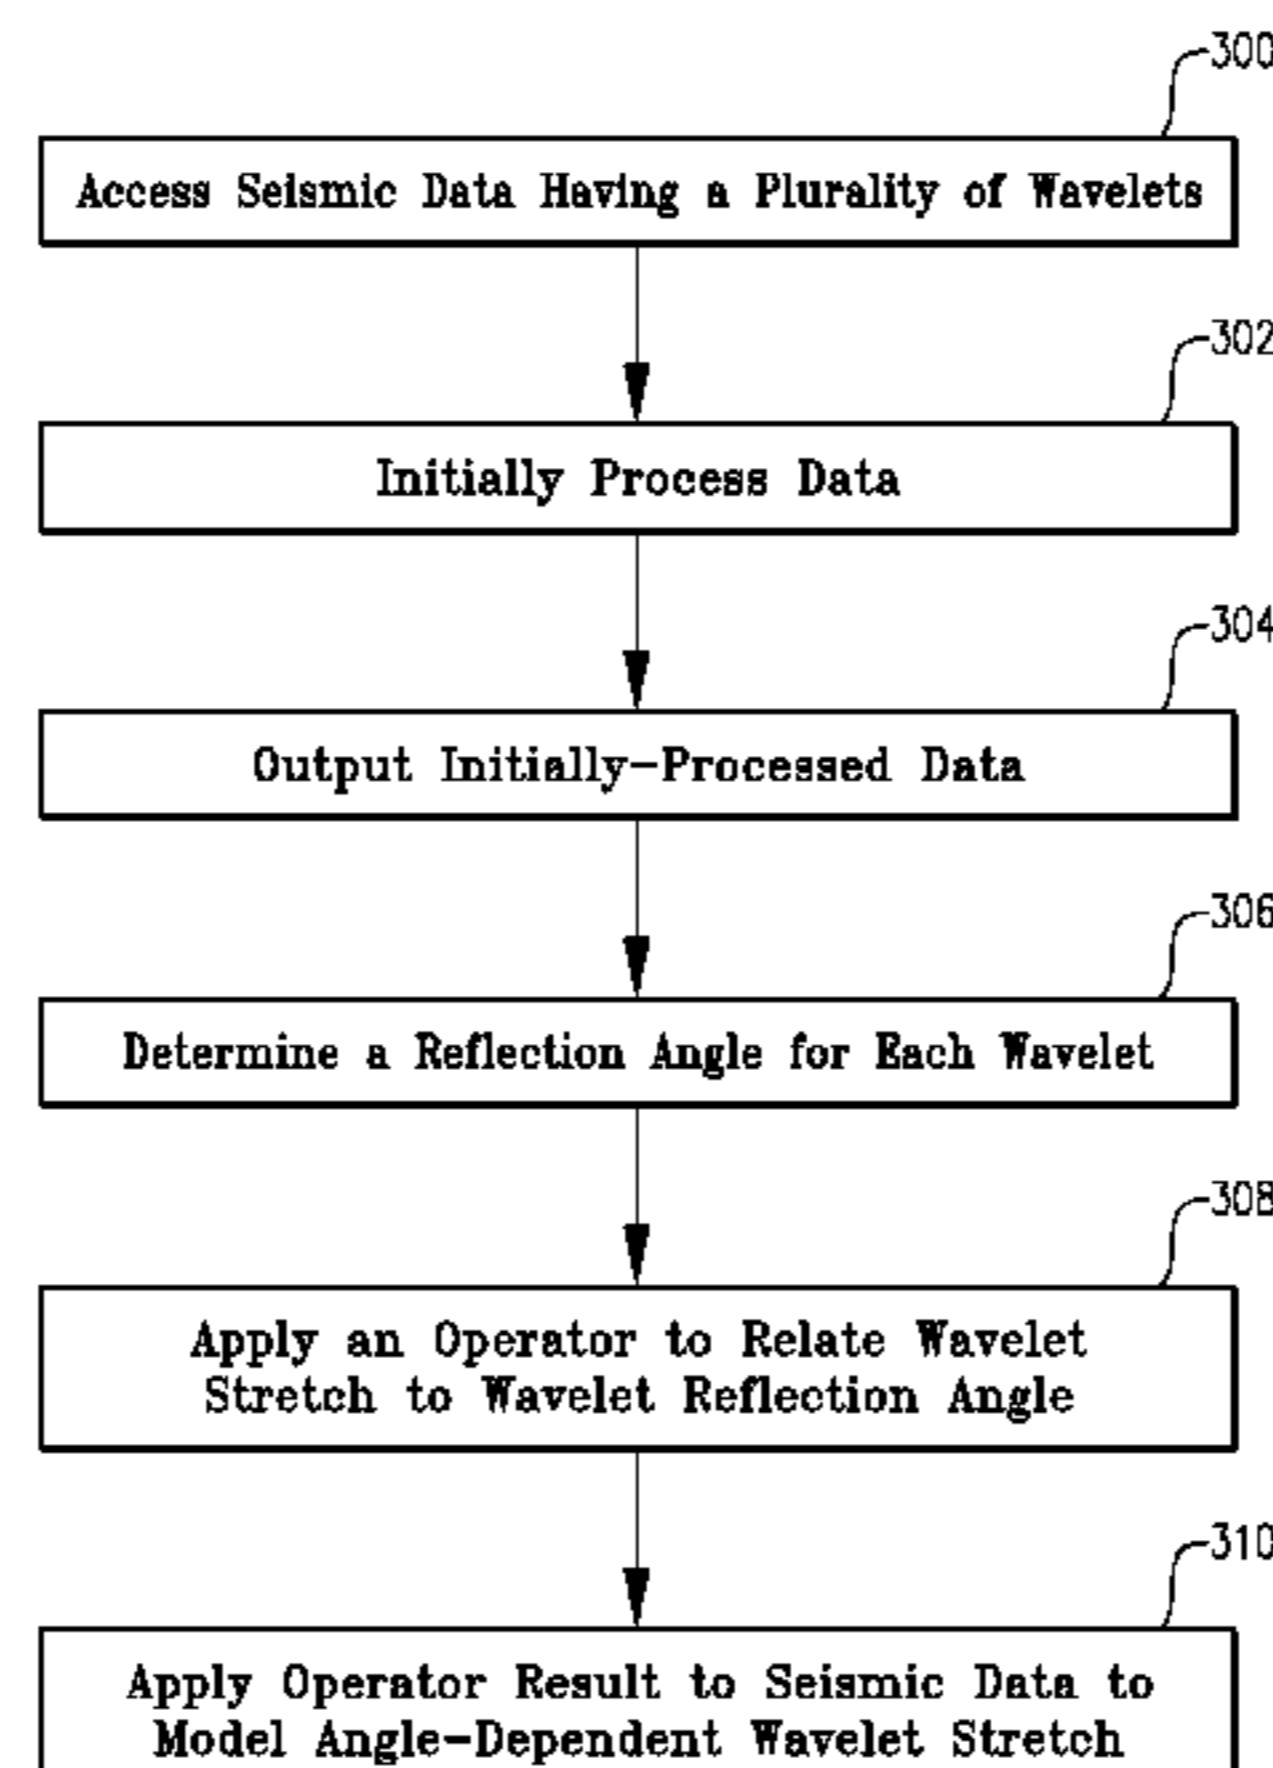 300
Access Seismic Data Having a Plurality of Wavelets
302
Initially Process Data
304
Output Initially-Processed Data
306
Determine a Reflection Angle for Each Wavelet
308
Apply an Operator to Relate Wavelet
Stretch to Wavelet Reflection Angle
310
Apply Operator Result to Seismic Data to
Model Angle-Dependent Wavelet Stretch